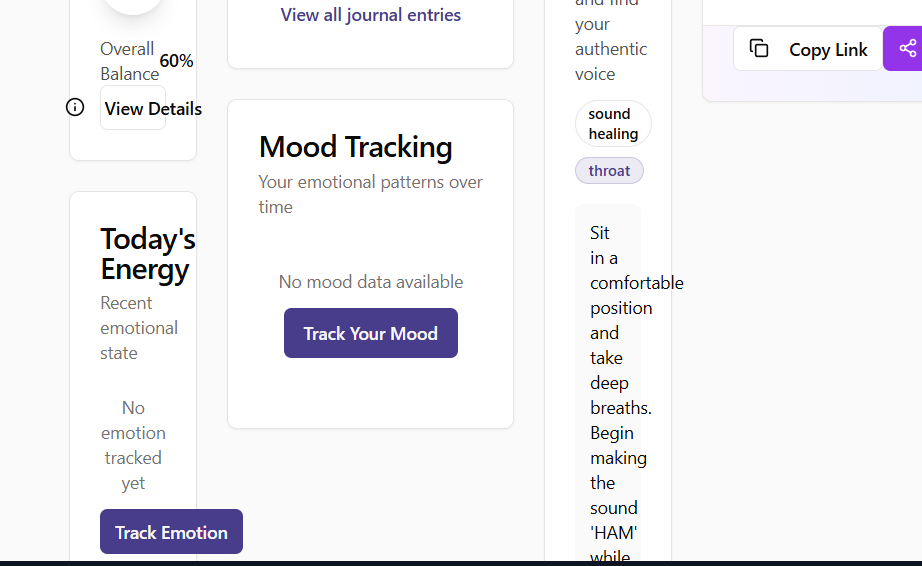 Overall
Balance
60%
View Details
Today's
Energy
Recent
emotional
state
No
emotion
tracked
yet
Track Emotion
View all journal entries
Mood Tracking
Your emotional patterns over
time
No mood data available
Track Your Mood
and find
your
authentic
voice
sound
healing
throat
Sit
in a
comfortable
position
and
take
deep
breaths.
Begin
making
the
sound
'HAM'
while
Copy Link